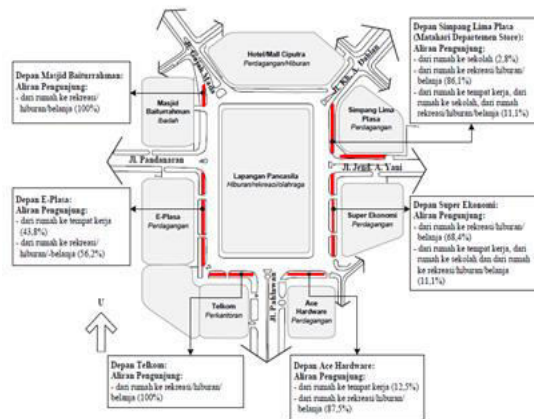 Depan Simpang Lima Plasa
(Matahari Departemen Store):
Aliran Pengunjung:
- dari rumah ke sekolah (2,8%)
- dari rumah ke rekreasi/hiburan/
belanja (86,1%)
- dari rumah ke tempat kerja, dari rumah
ke sekolah, dari rumah ke
rekreasi/hiburan/belanja (11,1%)
Hotel/Mall Ciputra
Perdagangan/Hiburan
Depan Masjid Baiturrahman:
Aliran Pengunjung:
- dari rumah ke rekreasi/
hiburan/belanja (100%)
Masjid
Baiturrahman
Ibadah
Simpang Lima
Plasa
Perdagangan
Jl. Pandanaran
Lapangan Pancasila
Hiburan/rekreasi/olahraga
Jl. Jend. A. Yani
Depan E-Plasa:
Aliran Pengunjung:
- dari rumah ke tempat kerja
(43,8%)
- dari rumah ke rekreasi/
hiburan/-belanja (56,2%)
E-Plasa
Perdagangan
Super Ekonomi
Perdagangan
Depan Super Ekonomi:
Aliran Pengunjung:
- dari rumah ke rekreasi/hiburan/
belanja (68,4%)
- dari rumah ke tempat kerja, dari
rumah ke sekolah dan dari rumah
ke rekreasi/hiburan/belanja
(11,1%)
U
Telkom
Perkantoran
Jl. Pahlawan
Ace
Hardware
Perdagangan
Depan Telkom:
Aliran Pengunjung:
- dari rumah ke rekreasi/hiburan/
belanja (100%)
Depan Ace Hardware:
Aliran Pengunjung:
- dari rumah ke tempat kerja (12,5%)
- dari rumah ke rekreasi/hiburan/
belanja (87,5%)